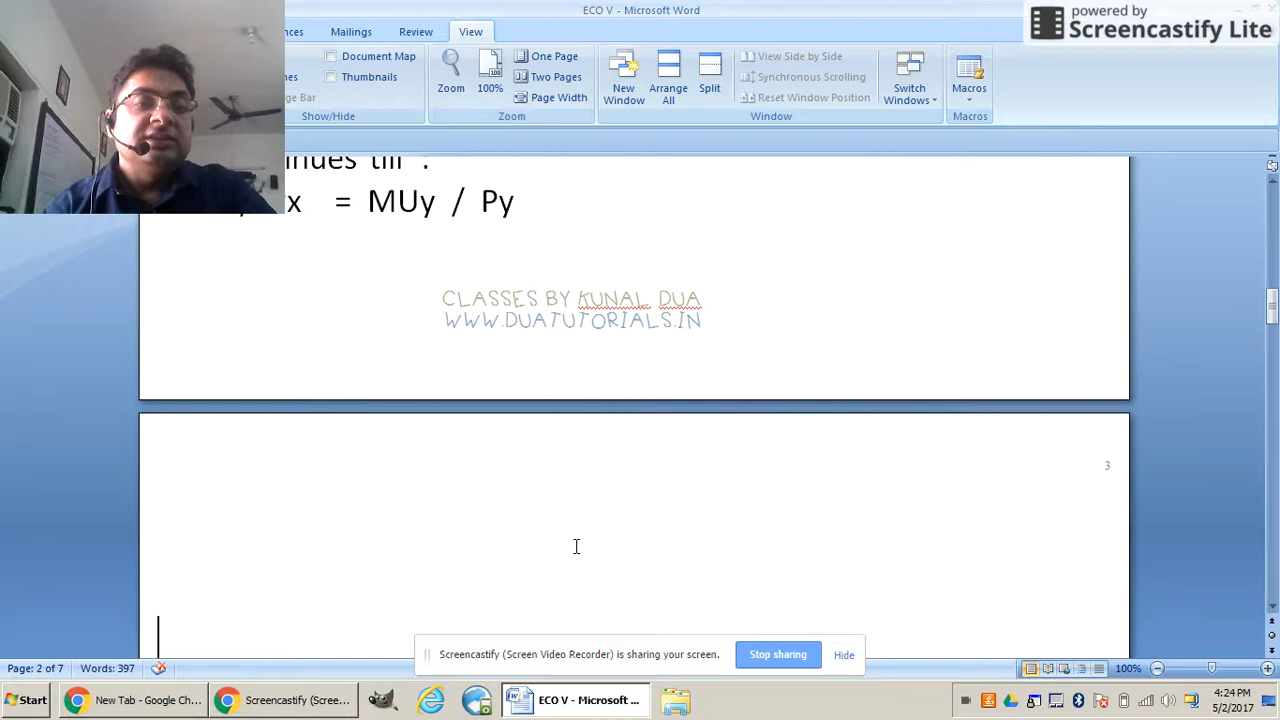 ECO V - Microsoft Word
powered by
Screencastify Lite
Mailings Review View
Document Map
Thumbnails
Show/Hide
Zoom
100%
One Page
Two Pages
Page Width
Zoom
New Window
Arrange All
Split
View Side by Side
Synchronous Scrolling
Reset Window Position
Window
Switch Windows
Macros
Macros
till :
= MUy / Py
CLASSES BY KUNAL DUA
WWW.DUATUTORIALS.IN
3
Screencastify (Screen Video Recorder) is sharing your screen. Stop sharing Hide
Page: 2 of 7 Words: 397 100%
Start New Tab - Google Ch... Screencastify (Scree... ECO V - Microsoft ... 4:24 PM
5/2/2017